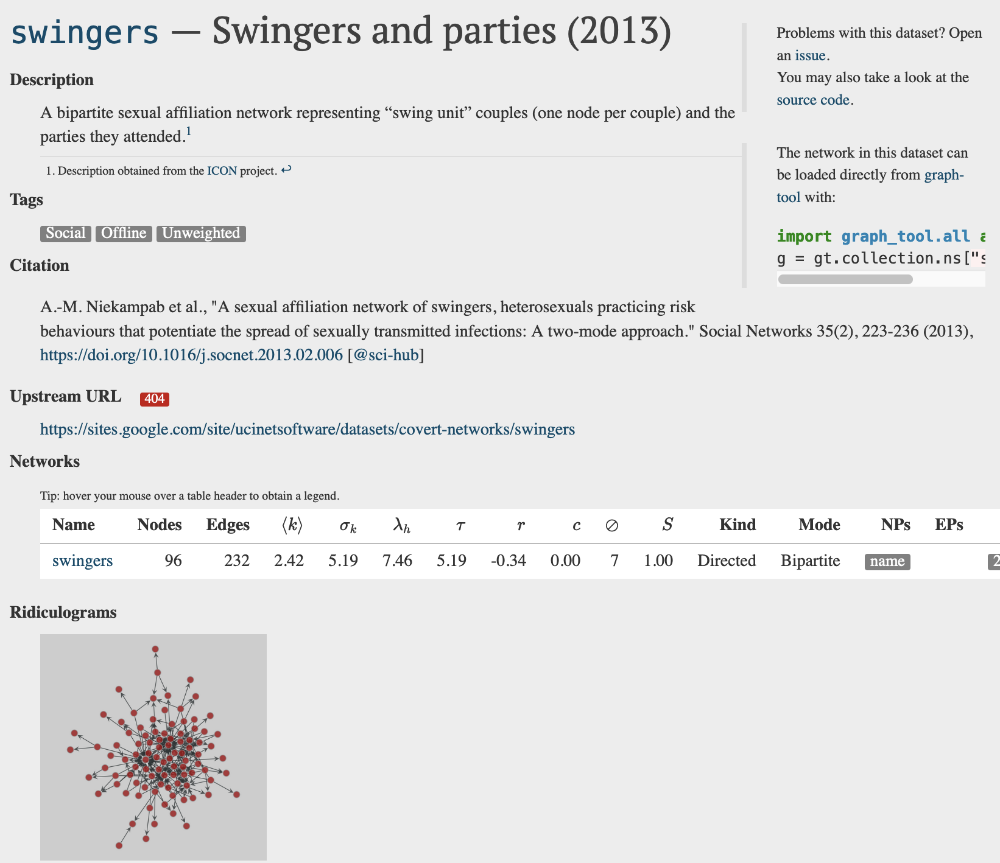 swingers — Swingers and parties (2013)
Description
A bipartite sexual affiliation network representing “swing unit” couples (one node per couple) and the
parties they attended.1
1. Description obtained from the ICON project. ↩
Tags
Social Offline Unweighted
Citation
A.-M. Niekampab et al., "A sexual affiliation network of swingers, heterosexuals practicing risk
behaviours that potentiate the spread of sexually transmitted infections: A two-mode approach." Social Networks 35(2), 223-236 (2013),
https://doi.org/10.1016/j.socnet.2013.02.006 [@sci-hub]
Upstream URL 404
https://sites.google.com/site/ucinetsoftware/datasets/covert-networks/swingers
Networks
Tip: hover your mouse over a table header to obtain a legend.
Name Nodes Edges ⟨k⟩ σk λh τ r c ∅ S Kind Mode NPs EPs
swingers 96 232 2.42 5.19 7.46 5.19 -0.34 0.00 7 1.00 Directed Bipartite name 2
Ridiculograms
Problems with this dataset? Open
an issue.
You may also take a look at the
source code.
The network in this dataset can
be loaded directly from graph-
tool with:
import graph_tool.all a
g = gt.collection.ns["s